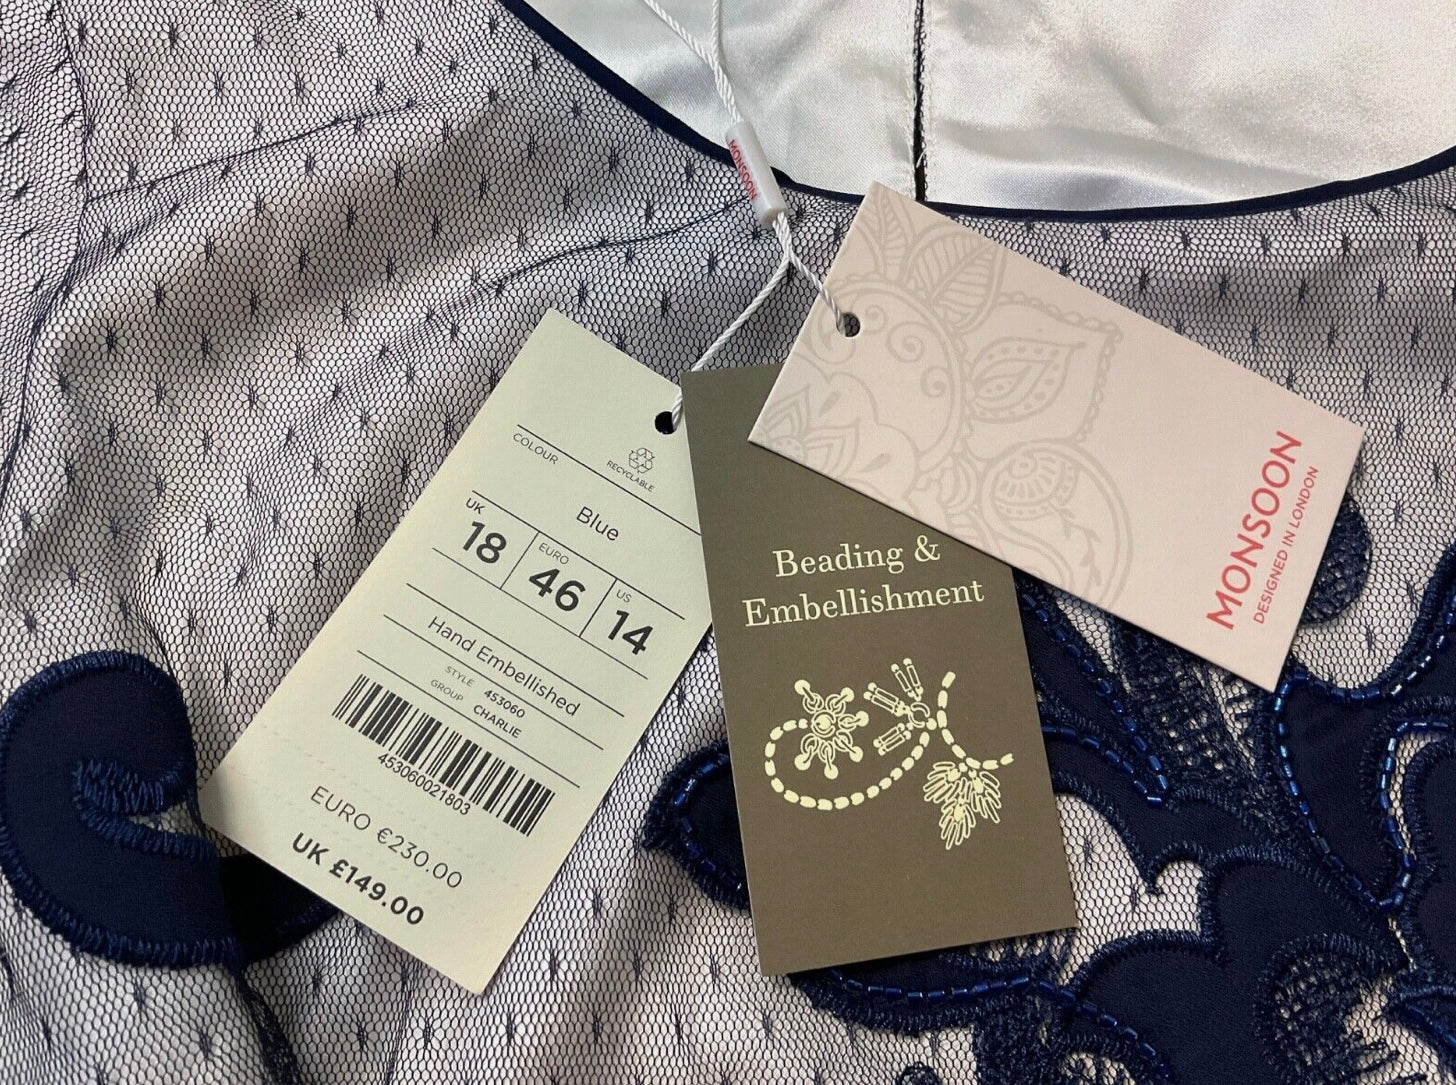 MONSOON
RECYCLABLE
COLOUR
Blue
UK EURO US
18 46 14
Hand Embellished
STYLE 453060
GROUP CHARLIE
453060021803
EURO €230.00
UK £149.00
Beading &
Embellishment
MONSOON
DESIGNED IN LONDON